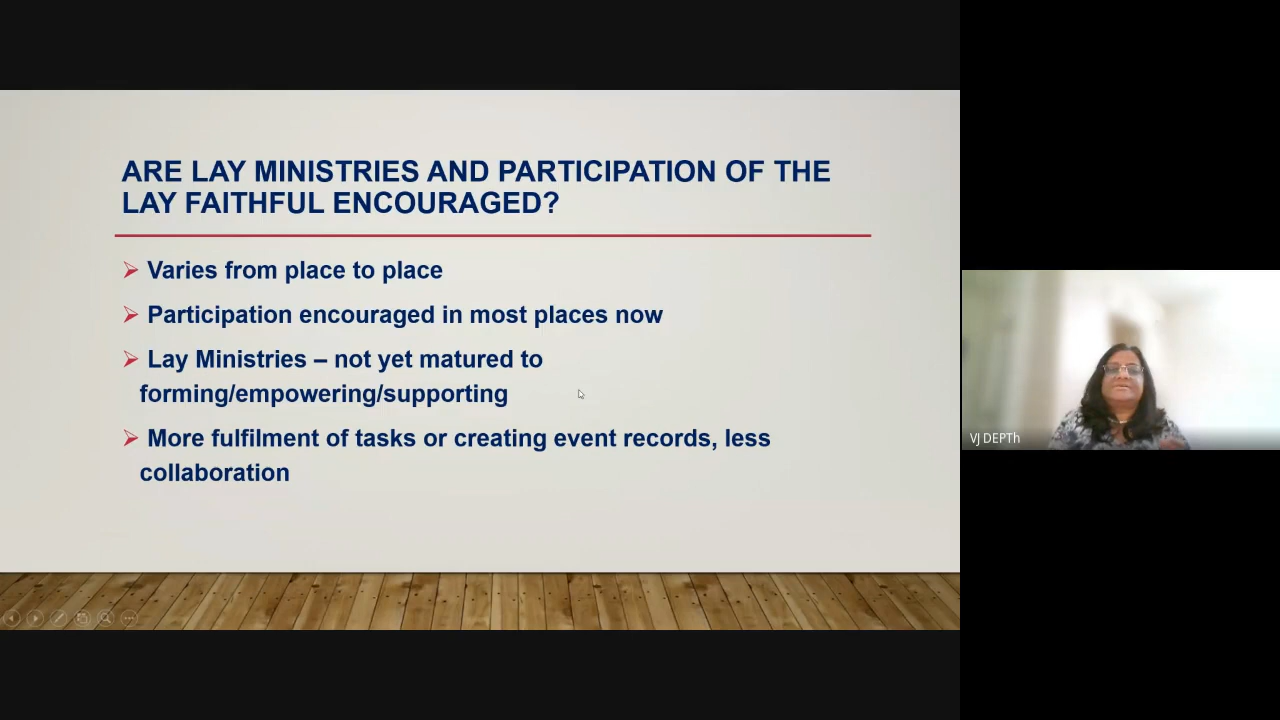 ARE LAY MINISTRIES AND PARTICIPATION OF THE
LAY FAITHFUL ENCOURAGED?
Varies from place to place
Participation encouraged in most places now
Lay Ministries – not yet matured to
forming/empowering/supporting
More fulfilment of tasks or creating event records, less
collaboration
VJ DEPTh